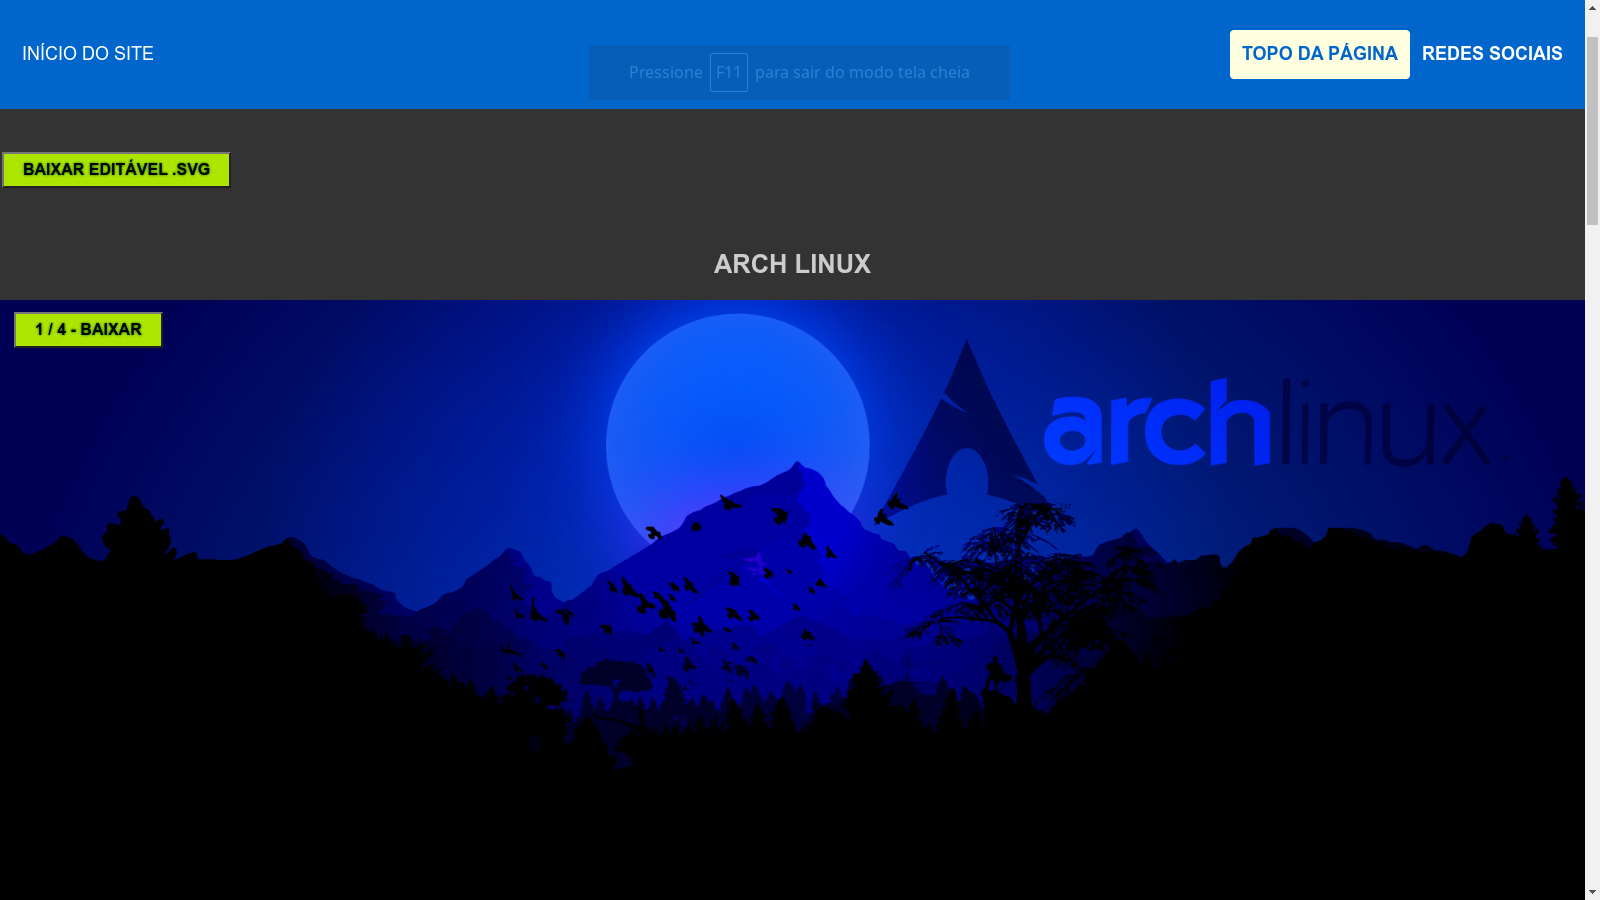 INÍCIO DO SITE
Pressione F11 para sair do modo tela cheia
TOPO DA PÁGINA
REDES SOCIAIS
BAIXAR EDITÁVEL .SVG
ARCH LINUX
1 / 4 - BAIXAR
archlinux